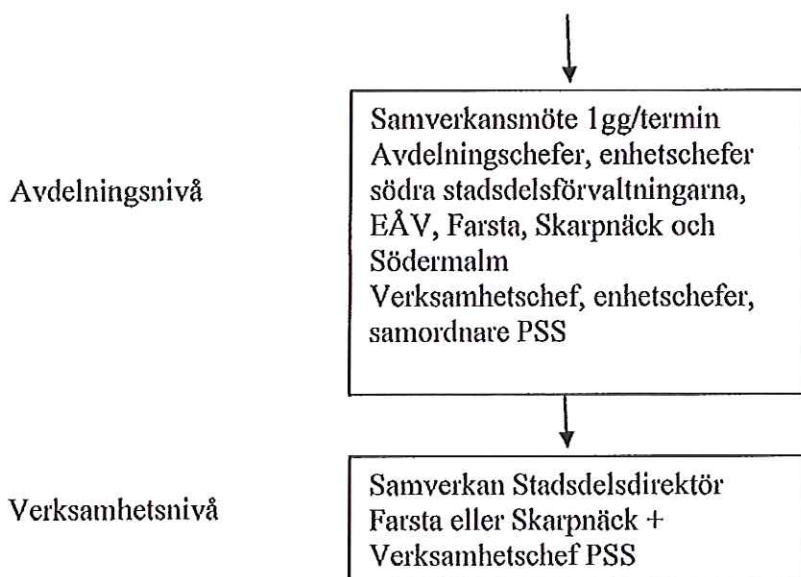 Avdelningsnivå
Samverkansmöte 1gg/termin
Avdelningschefer, enhetschefer
södra stadsdelsförvaltningarna,
EÅV, Farsta, Skarpnäck och
Södermalm
Verksamhetschef, enhetschefer,
samordnare PSS
Verksamhetsnivå
Samverkan Stadsdelsdirektör
Farsta eller Skarpnäck +
Verksamhetschef PSS